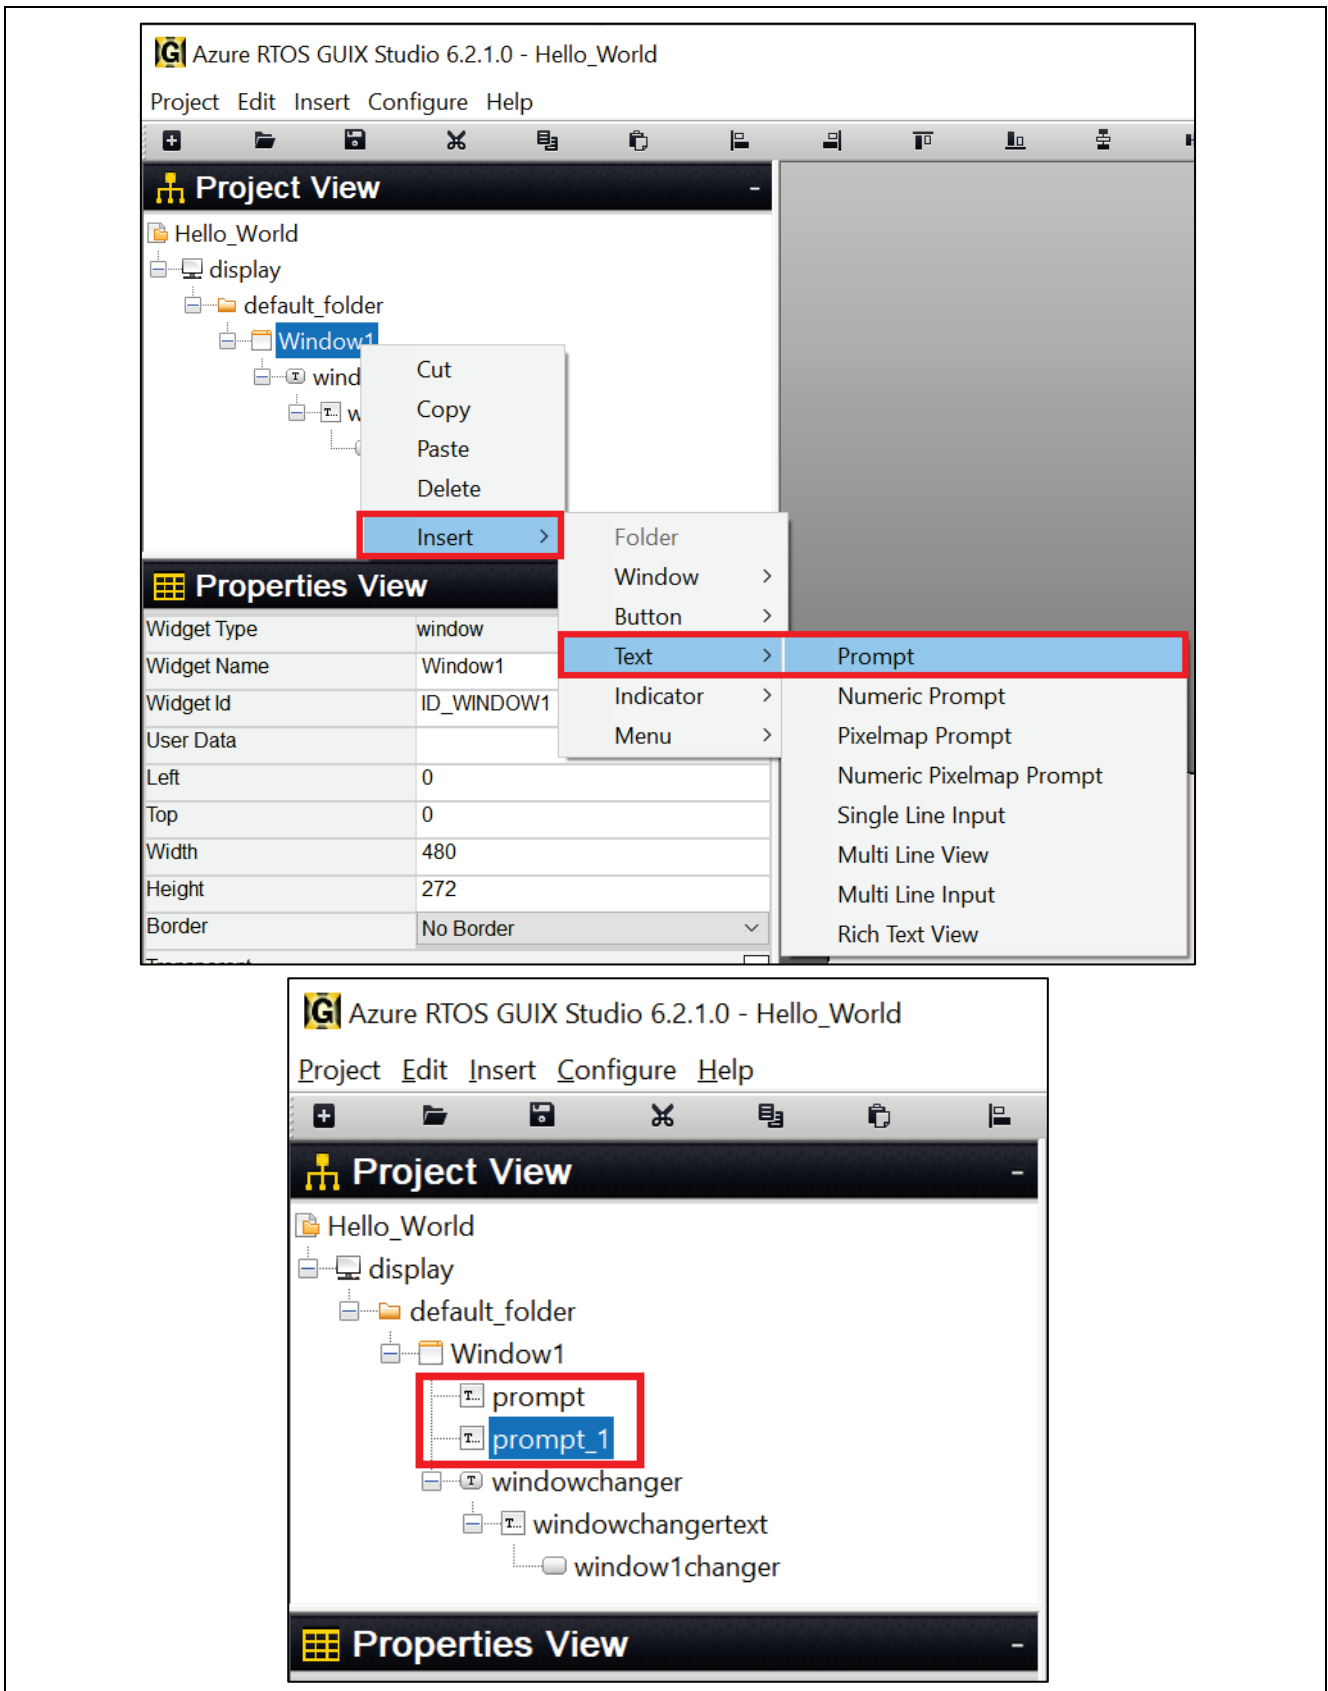 Azure RTOS GUIX Studio 6.2.1.0 - Hello_World
Project Edit Insert Configure Help
Project View -
Hello_World
display
default_folder
Window1
wind
w
Cut
Copy
Paste
Delete
Insert >
Folder
Window >
Button >
Text >
Indicator >
Menu >
Prompt
Numeric Prompt
Pixelmap Prompt
Numeric Pixelmap Prompt
Single Line Input
Multi Line View
Multi Line Input
Rich Text View
Properties View
Widget Type window
Widget Name Window1
Widget Id ID_WINDOW1
User Data
Left 0
Top 0
Width 480
Height 272
Border No Border
Transparent
Azure RTOS GUIX Studio 6.2.1.0 - Hello_World
Project Edit Insert Configure Help
Project View -
Hello_World
display
default_folder
Window1
prompt
prompt_1
windowchanger
windowchangertext
window1changer
Properties View -